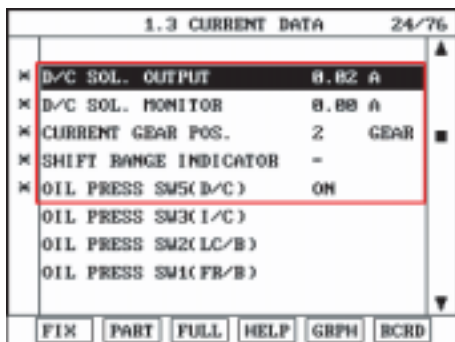 1.3 CURRENT DATA 24/76
* D/C SOL. OUTPUT 0.02 A
* D/C SOL. MONITOR 0.00 A
* CURRENT GEAR POS. 2 GEAR
* SHIFT RANGE INDICATOR -
* OIL PRESS SW5(D/C) ON
OIL PRESS SW3(I/C)
OIL PRESS SW2(LC/B)
OIL PRESS SW1(FR/B)
FIX PART FULL HELP GRPH RCRD